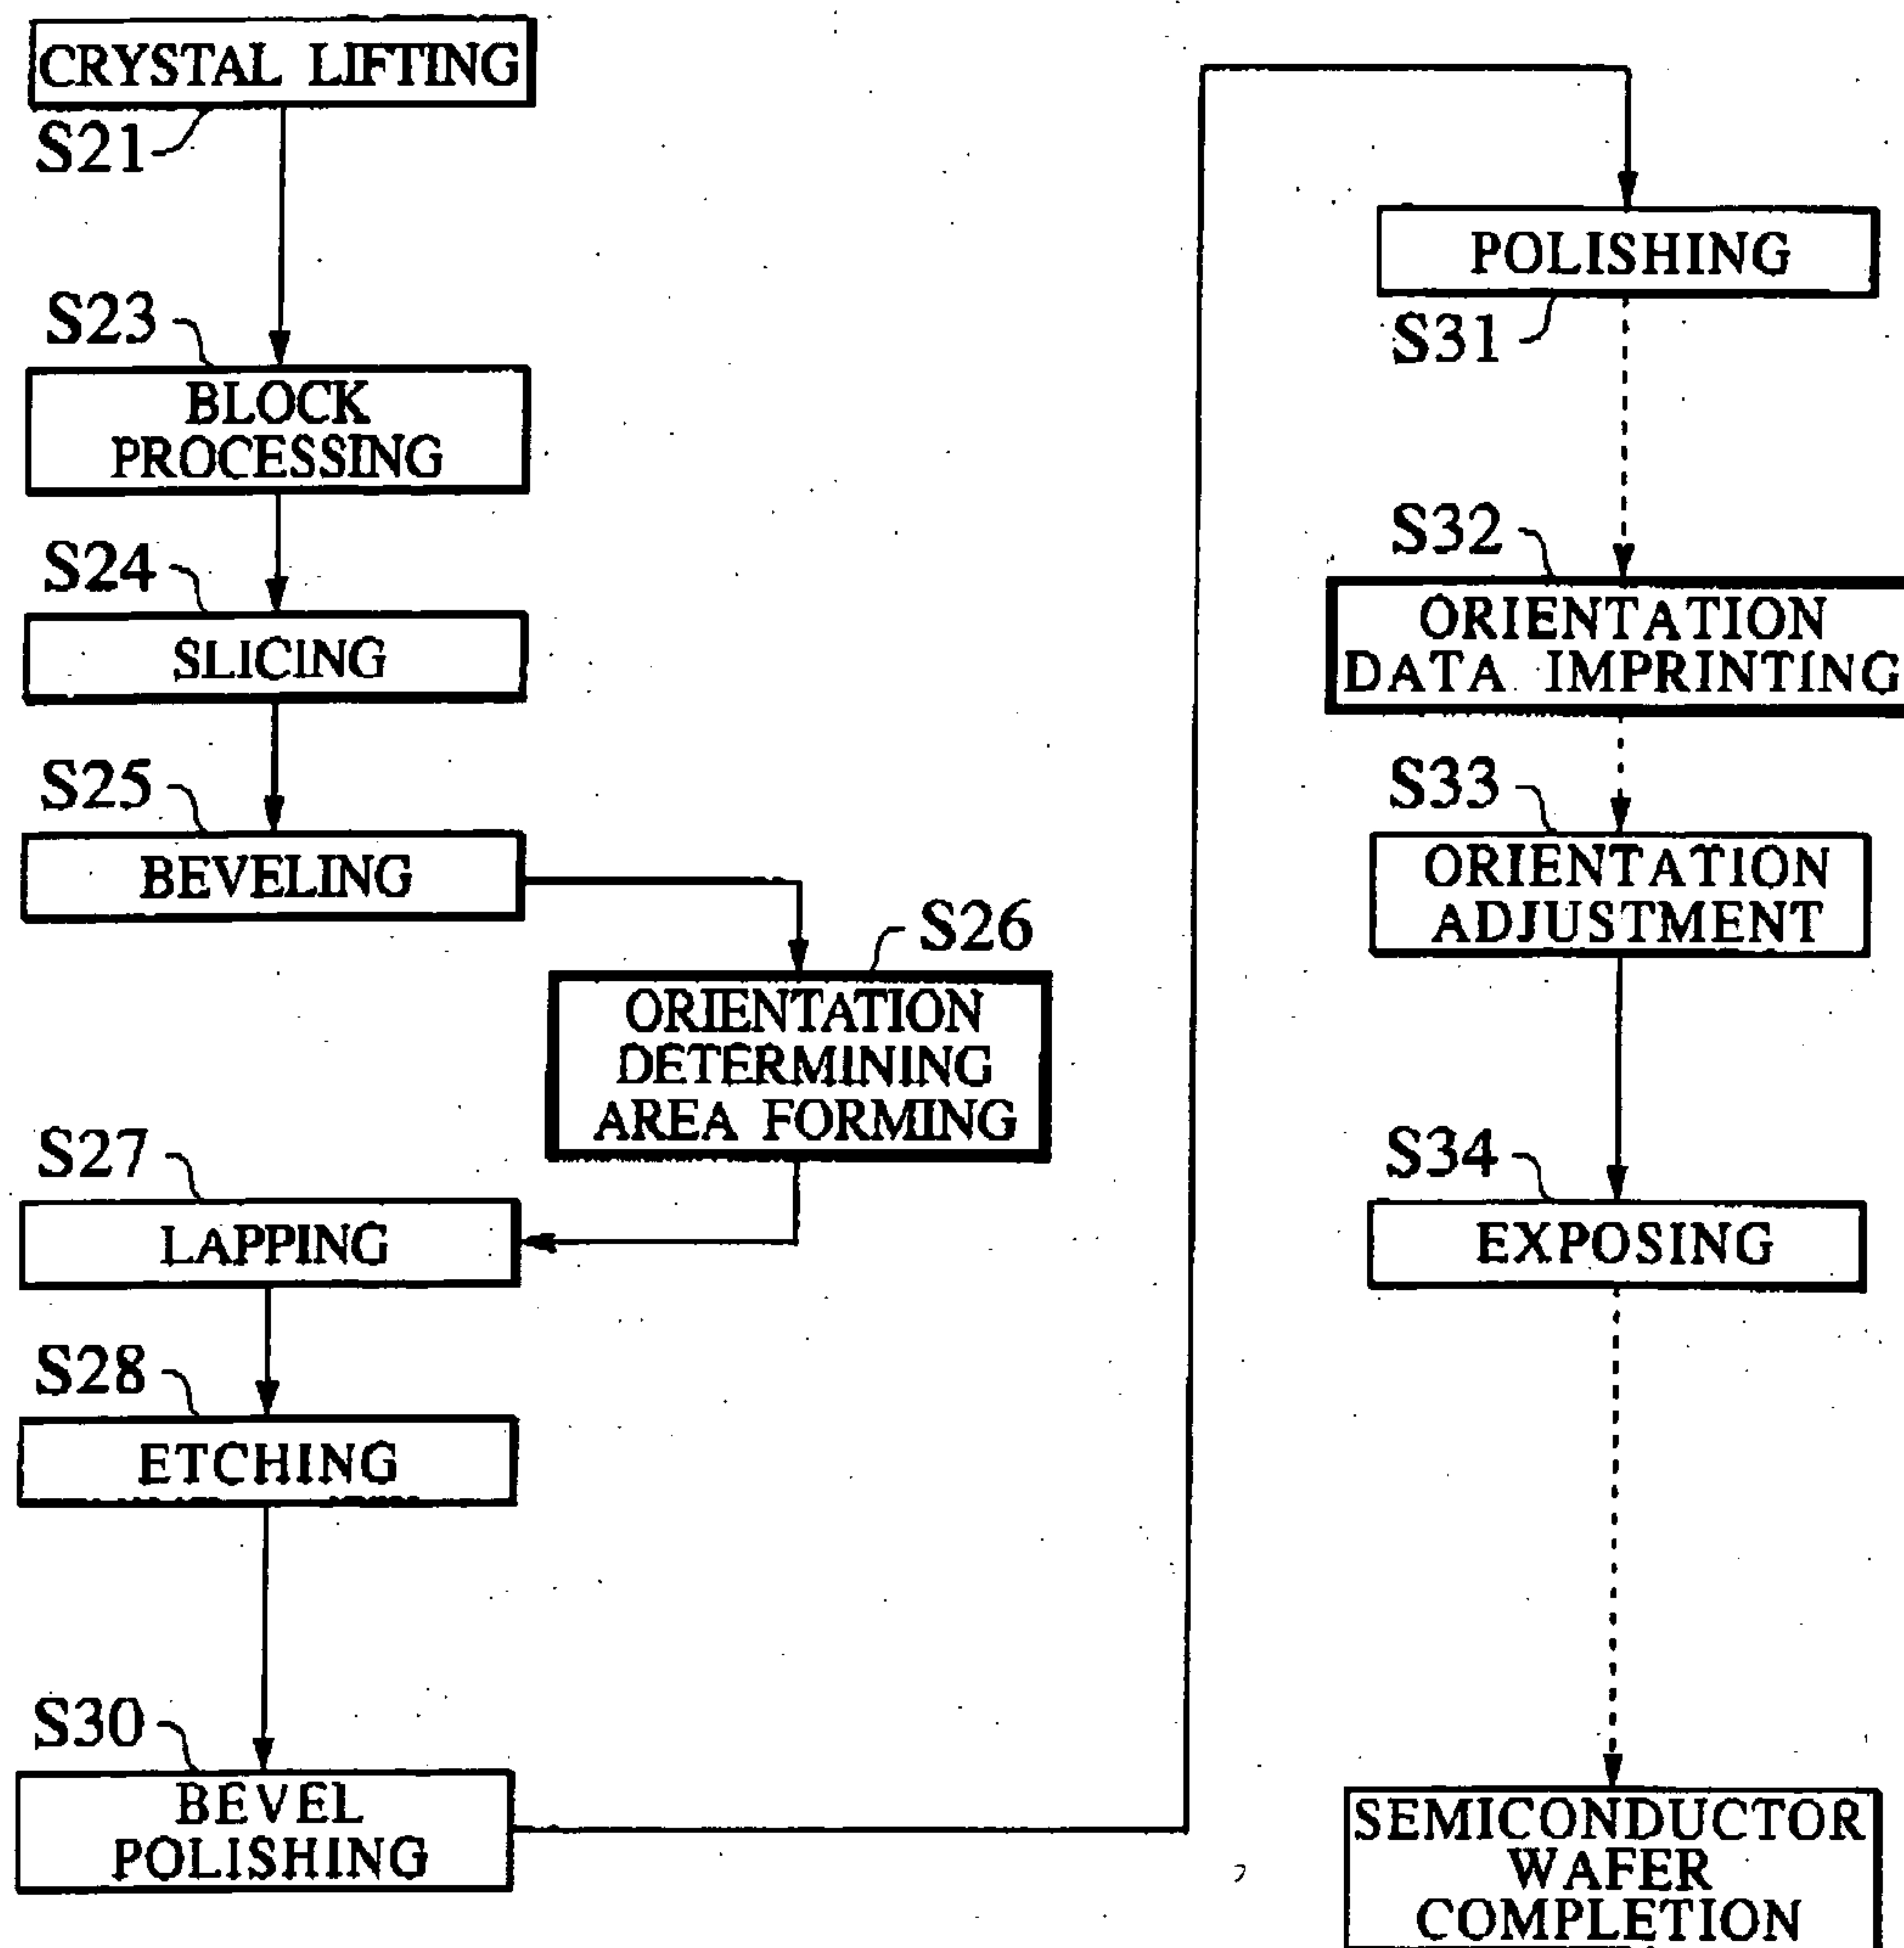 CRYSTAL LIFTING
S21
S23
BLOCK
PROCESSING
S24
SLICING
S25
BEVELING
S26
ORIENTATION
DETERMINING
AREA FORMING
S27
LAPPING
S28
ETCHING
S30
BEVEL
POLISHING
POLISHING
S31
S32
ORIENTATION
DATA IMPRINTING
S33
ORIENTATION
ADJUSTMENT
S34
EXPOSING
SEMICONDUCTOR
WAFER
COMPLETION